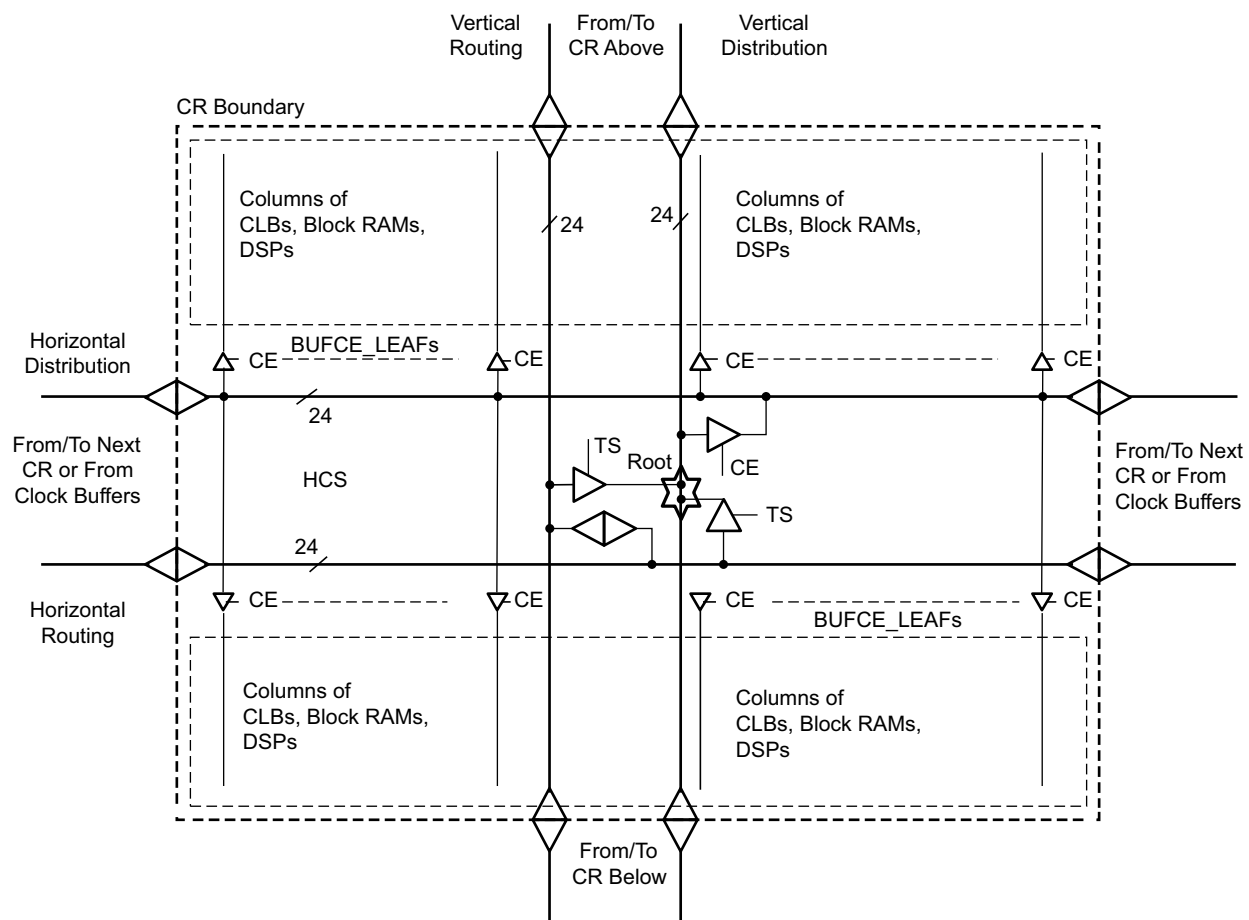 Vertical
Routing
From/To
CR Above
Vertical
Distribution
CR Boundary
Columns of
CLBs, Block RAMs,
DSPs
24
24
Columns of
CLBs, Block RAMs,
DSPs
Horizontal
Distribution
BUFCE_LEAFs
CE
CE
CE
CE
24
From/To Next
CR or From
Clock Buffers
HCS
TS
Root
CE
TS
From/To Next
CR or From
Clock Buffers
24
Horizontal
Routing
CE
CE
CE
CE
BUFCE_LEAFs
Columns of
CLBs, Block RAMs,
DSPs
Columns of
CLBs, Block RAMs,
DSPs
From/To
CR Below